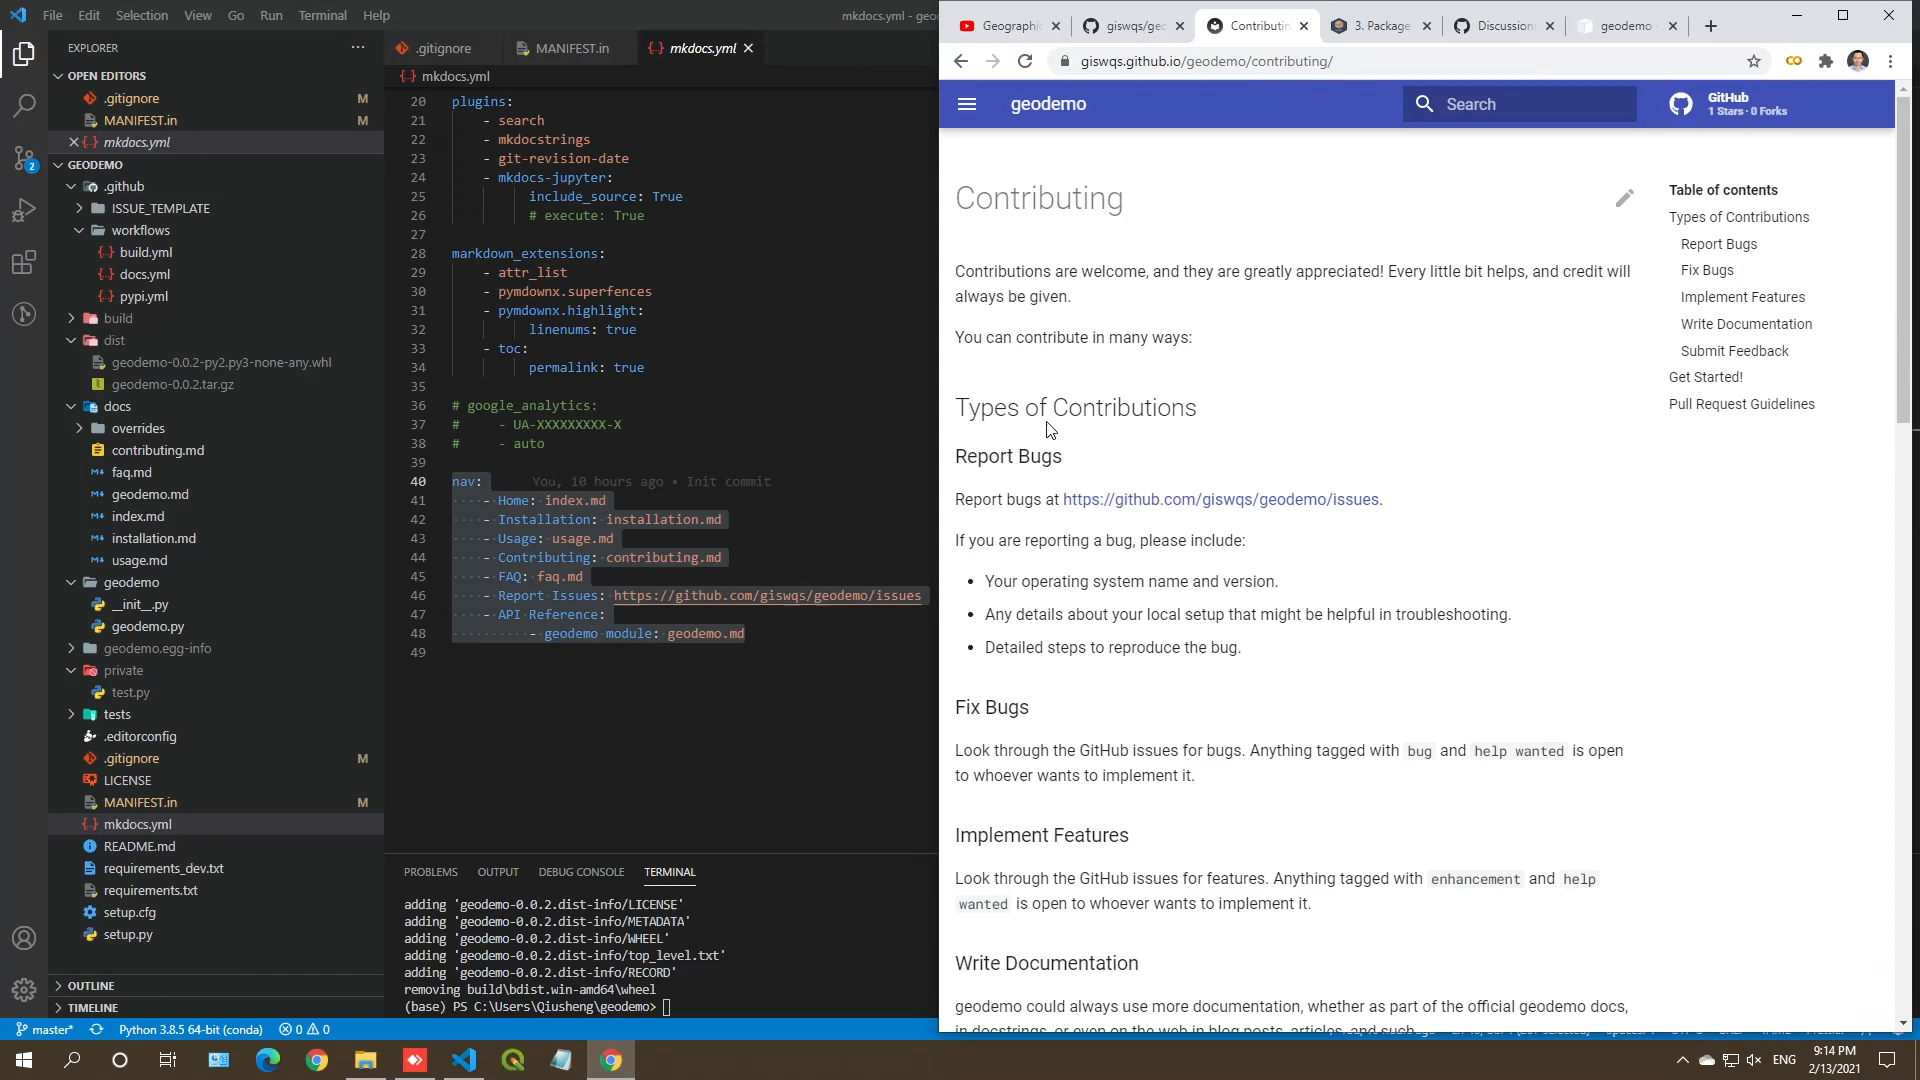 File Edit Selection View Go Run Terminal Help
mkdocs.yml - geo
EXPLORER
OPEN EDITORS
.gitignore M
MANIFEST.in M
mkdocs.yml
GEODEMO
.github
ISSUE_TEMPLATE
workflows
build.yml
docs.yml
pypi.yml
build
dist
geodemo-0.0.2-py2.py3-none-any.whl
geodemo-0.0.2.tar.gz
docs
overrides
contributing.md
faq.md
geodemo.md
index.md
installation.md
usage.md
geodemo
__init__.py
geodemo.py
geodemo.egg-info
private
test.py
tests
.editorconfig
.gitignore M
LICENSE
MANIFEST.in M
mkdocs.yml
README.md
requirements_dev.txt
requirements.txt
setup.cfg
setup.py
OUTLINE
TIMELINE
2
.gitignore MANIFEST.in mkdocs.yml
mkdocs.yml
20 plugins:
21 - search
22 - mkdocstrings
23 - git-revision-date
24 - mkdocs-jupyter:
25 include_source: True
26 # execute: True
27
28 markdown_extensions:
29 - attr_list
30 - pymdownx.superfences
31 - pymdownx.highlight:
32 linenums: true
33 - toc:
34 permalink: true
35
36 # google_analytics:
37 # - UA-XXXXXXXXX-X
38 # - auto
39
40 nav: You, 10 hours ago • Init commit
41 - Home: index.md
42 - Installation: installation.md
43 - Usage: usage.md
44 - Contributing: contributing.md
45 - FAQ: faq.md
46 - Report Issues: https://github.com/giswqs/geodemo/issues
47 - API Reference:
48 - geodemo module: geodemo.md
49
PROBLEMS OUTPUT DEBUG CONSOLE TERMINAL
adding 'geodemo-0.0.2.dist-info/LICENSE'
adding 'geodemo-0.0.2.dist-info/METADATA'
adding 'geodemo-0.0.2.dist-info/WHEEL'
adding 'geodemo-0.0.2.dist-info/top_level.txt'
adding 'geodemo-0.0.2.dist-info/RECORD'
removing build\bdist.win-amd64\wheel
(base) PS C:\Users\Qiusheng\geodemo>
master* Python 3.8.5 64-bit (conda) 0 0
Geographi giswqs/geo Contributin 3. Package Discussion geodemo
giswqs.github.io/geodemo/contributing/
geodemo
Search
GitHub
1 Stars · 0 Forks
Contributing
Contributions are welcome, and they are greatly appreciated! Every little bit helps, and credit will
always be given.
You can contribute in many ways:
Types of Contributions
Report Bugs
Report bugs at https://github.com/giswqs/geodemo/issues.
If you are reporting a bug, please include:
• Your operating system name and version.
• Any details about your local setup that might be helpful in troubleshooting.
• Detailed steps to reproduce the bug.
Fix Bugs
Look through the GitHub issues for bugs. Anything tagged with bug and help wanted is open
to whoever wants to implement it.
Implement Features
Look through the GitHub issues for features. Anything tagged with enhancement and help
wanted is open to whoever wants to implement it.
Write Documentation
geodemo could always use more documentation, whether as part of the official geodemo docs,
in docstrings, or even on the web in blog posts, articles, and such.
Table of contents
Types of Contributions
Report Bugs
Fix Bugs
Implement Features
Write Documentation
Submit Feedback
Get Started!
Pull Request Guidelines
ENG
9:14 PM
2/13/2021